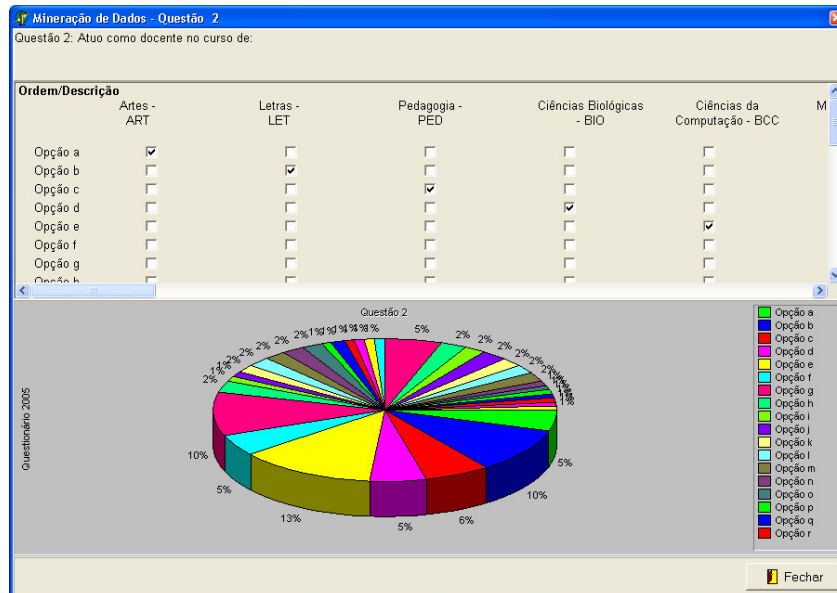 Mineração de Dados - Questão 2
Questão 2: Atuo como docente no curso de:
Ordem/Descrição
Artes - ART
Letras - LET
Pedagogia - PED
Ciências Biológicas - BIO
Ciências da Computação - BCC
M
Opção a
Opção b
Opção c
Opção d
Opção e
Opção f
Opção g
Opção h
Questão 2
Questionário 2005
5%
2%
2%
2%
2%
2%
5%
10%
6%
5%
13%
5%
10%
2%
1%
2%
2%
2%
2%
2%
1%
1%
Opção a
Opção b
Opção c
Opção d
Opção e
Opção f
Opção g
Opção h
Opção i
Opção j
Opção k
Opção l
Opção m
Opção n
Opção o
Opção p
Opção q
Opção r
Fechar